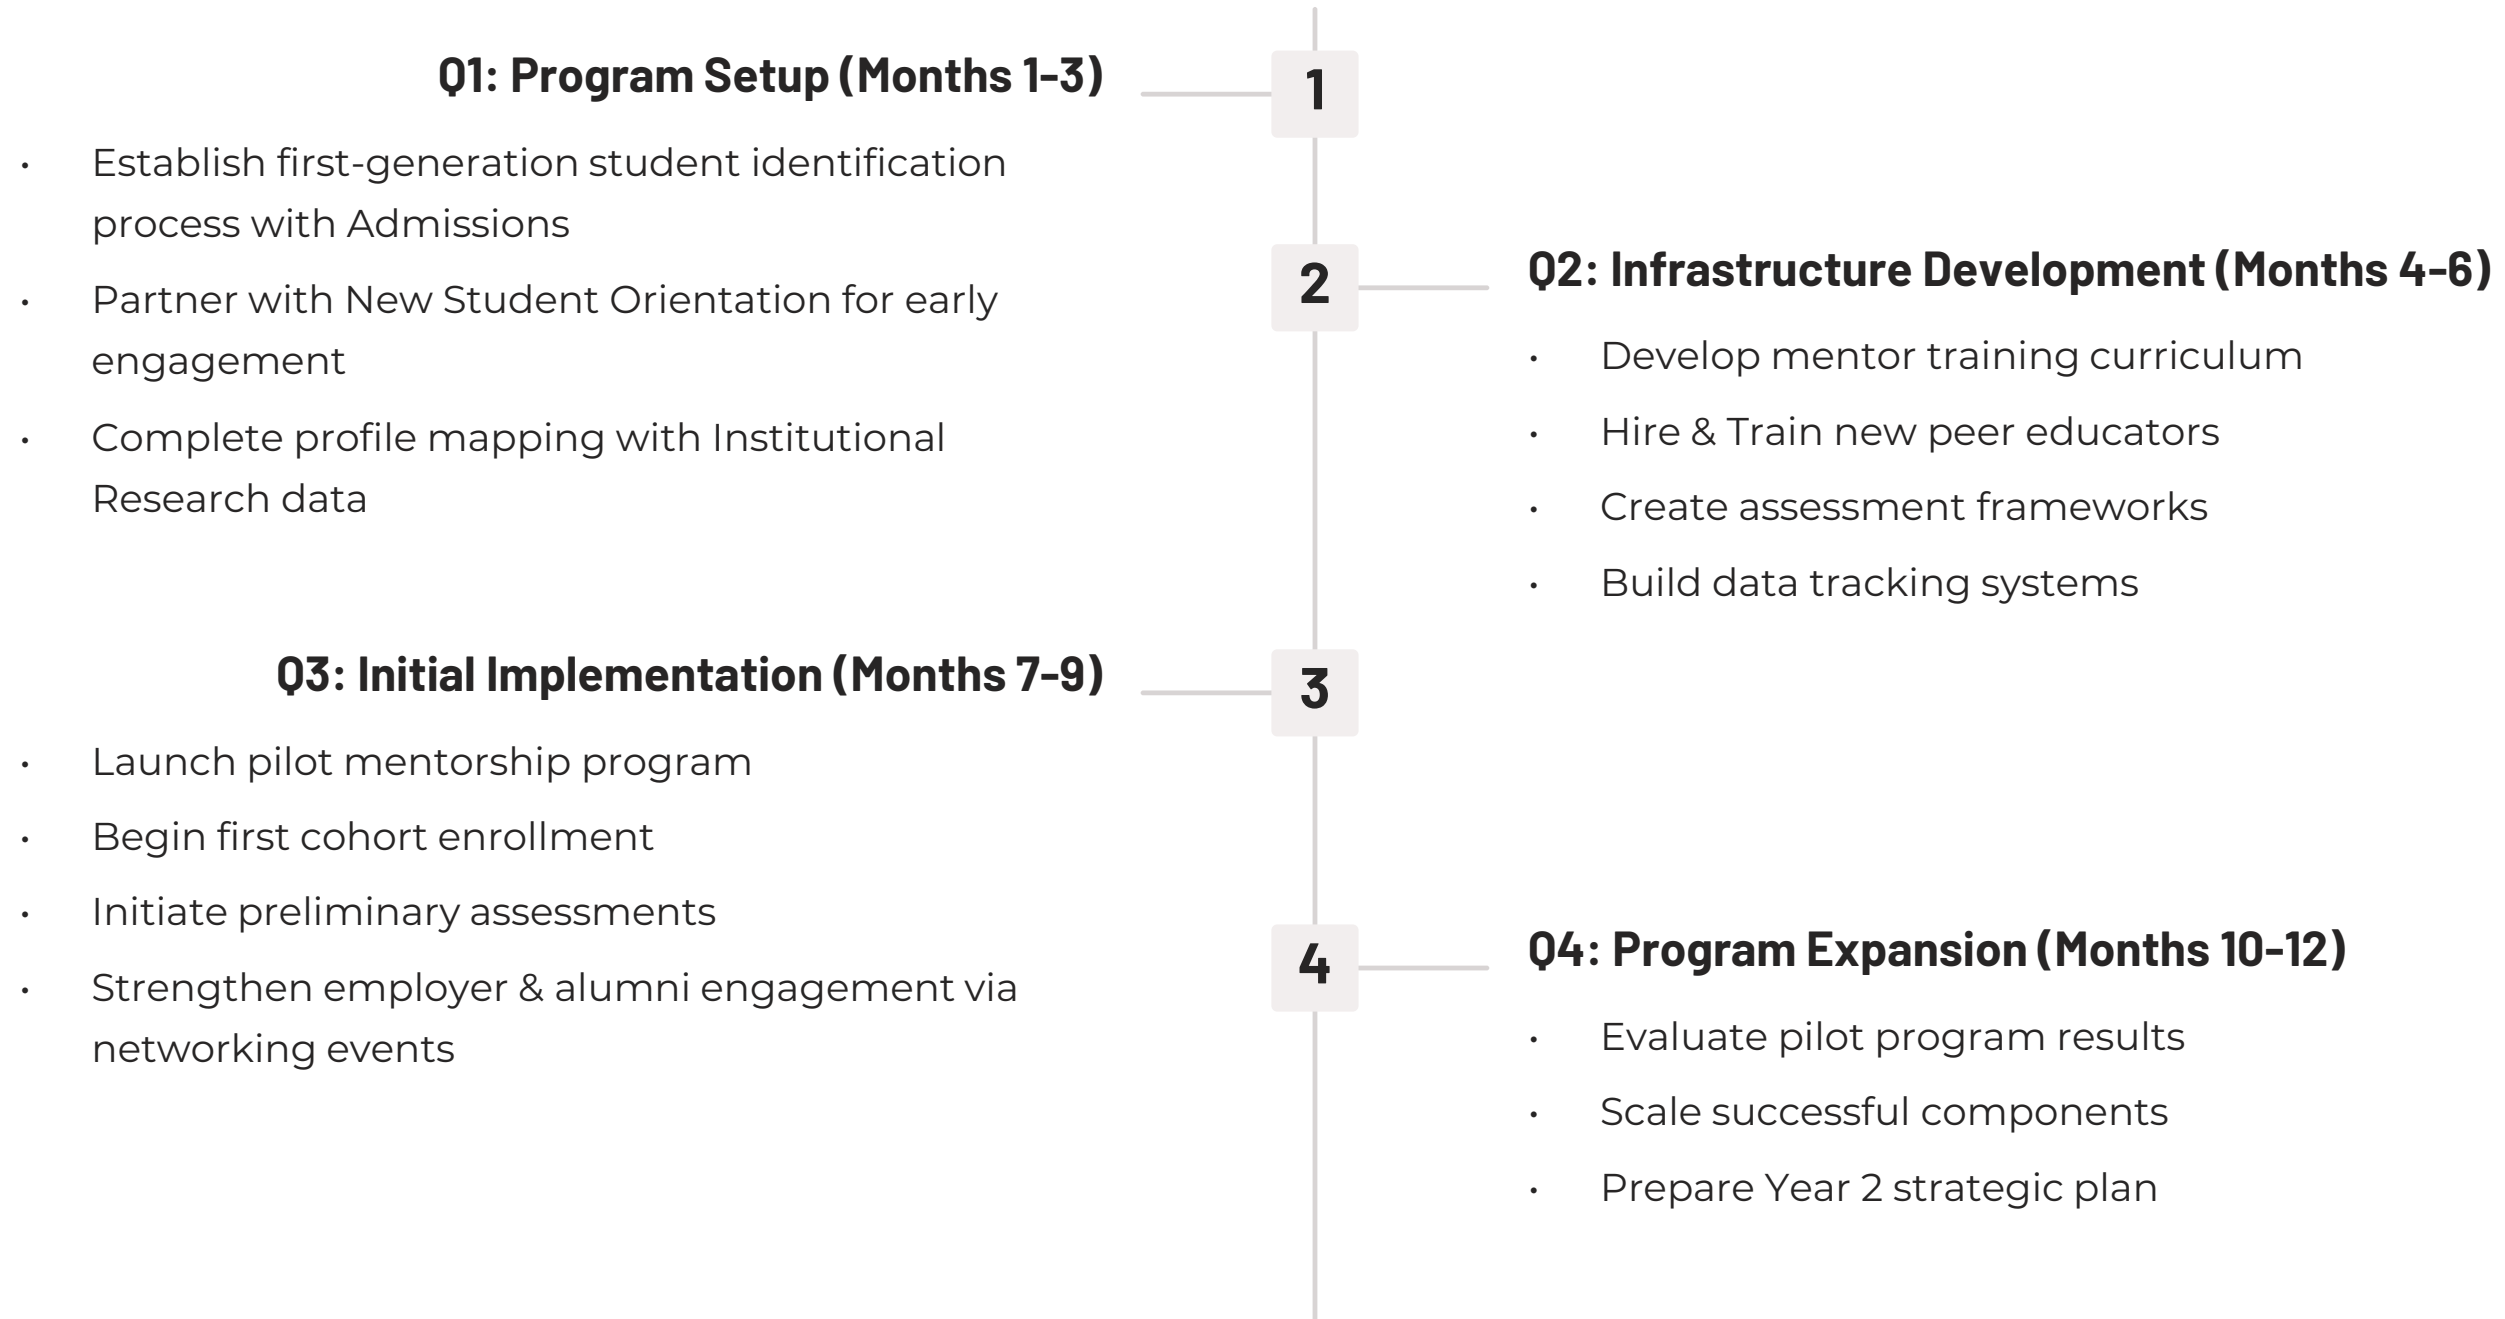 Q1: Program Setup (Months 1-3)
1
• Establish first-generation student identification
process with Admissions
• Partner with New Student Orientation for early
engagement
• Complete profile mapping with Institutional
Research data
2
Q2: Infrastructure Development (Months 4-6)
• Develop mentor training curriculum
• Hire & Train new peer educators
• Create assessment frameworks
• Build data tracking systems
Q3: Initial Implementation (Months 7-9)
3
• Launch pilot mentorship program
• Begin first cohort enrollment
• Initiate preliminary assessments
• Strengthen employer & alumni engagement via
networking events
4
Q4: Program Expansion (Months 10-12)
• Evaluate pilot program results
• Scale successful components
• Prepare Year 2 strategic plan